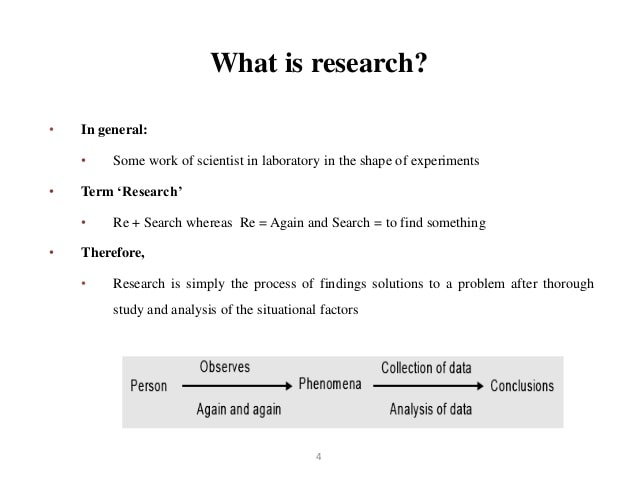 What is research?
• In general:
• Some work of scientist in laboratory in the shape of experiments
• Term ‘Research’
• Re + Search whereas Re = Again and Search = to find something
• Therefore,
• Research is simply the process of findings solutions to a problem after thorough
study and analysis of the situational factors
Person Observes Again and again Phenomena Collection of data Analysis of data Conclusions
4